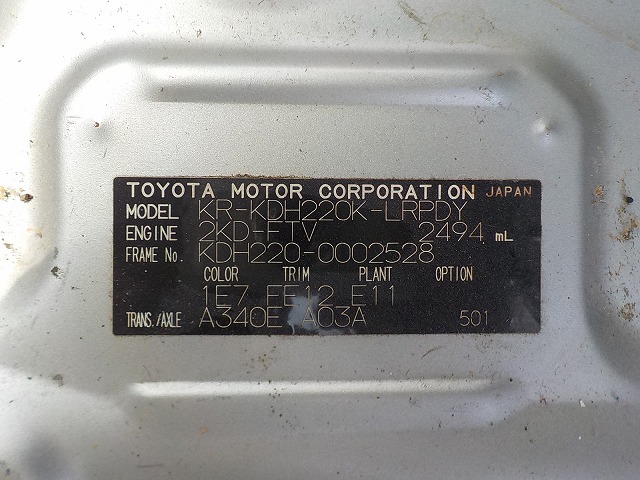 TOYOTA MOTOR CORPORATION JAPAN
MODEL KR-KDH220K-LRPDY
ENGINE 2KD-FTV 2494 mL
FRAME No. KDH220-0002528
COLOR TRIM PLANT OPTION
1E7 FE12 E11
TRANS./AXLE A340E A03A 501